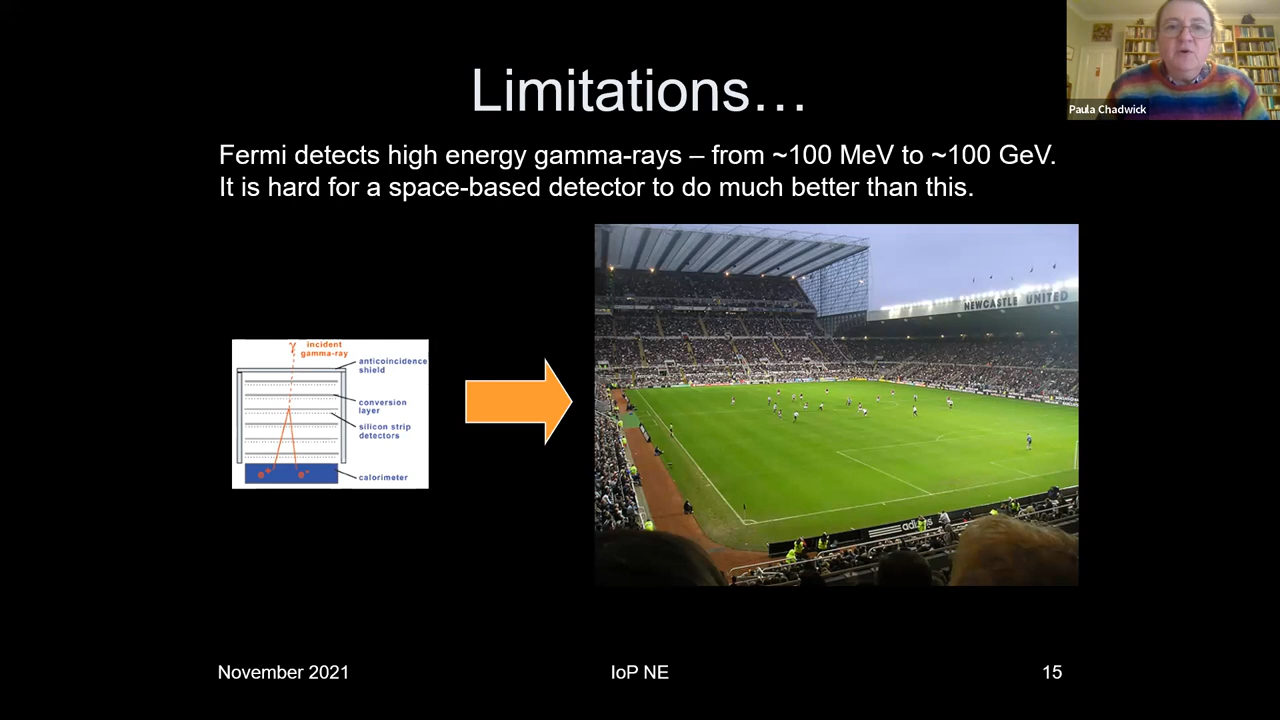 Limitations…
Paula Chadwick
Fermi detects high energy gamma-rays – from ~100 MeV to ~100 GeV.
It is hard for a space-based detector to do much better than this.
NEWCASTLE UNITED
γ incident
gamma-ray
anticoincidence
shield
conversion
layer
silicon strip
detectors
calorimeter
adidas
November 2021
IoP NE
15